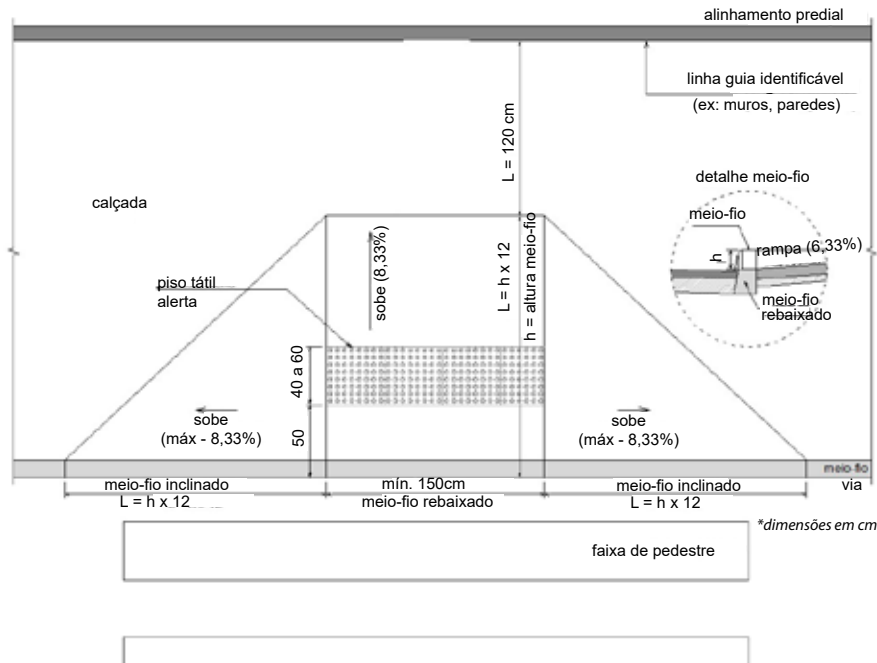 alinhamento predial
linha guia identificável
(ex: muros, paredes)
L = 120 cm
detalhe meio-fio
calçada
meio-fio
rampa (6,33%)
h
meio-fio
rebaixado
sobe (8,33%)
L = h x 12
h = altura meio-fio
piso tátil
alerta
40 a 60
50
sobe
(máx - 8,33%)
sobe
(máx - 8,33%)
meio-fio
meio-fio inclinado
L = h x 12
mín. 150cm
meio-fio rebaixado
meio-fio inclinado
L = h x 12
via
*dimensões em cm
faixa de pedestre